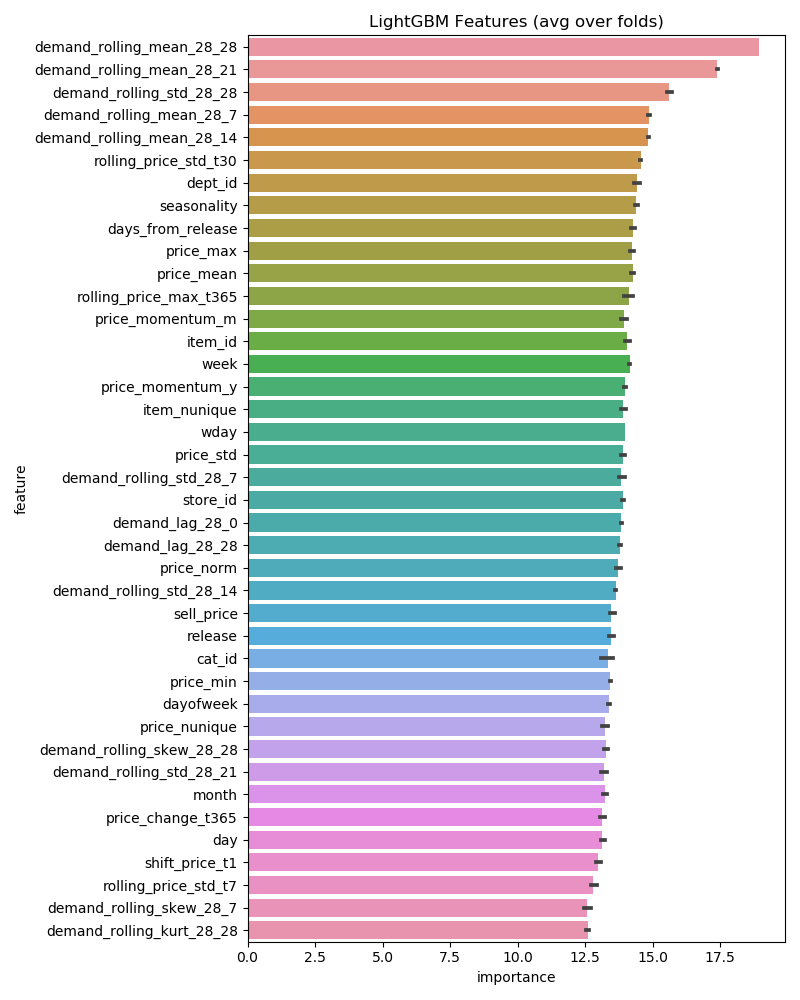 LightGBM Features (avg over folds)
demand_rolling_mean_28_28
demand_rolling_mean_28_21
demand_rolling_std_28_28
demand_rolling_mean_28_7
demand_rolling_mean_28_14
rolling_price_std_t30
dept_id
seasonality
days_from_release
price_max
price_mean
rolling_price_max_t365
price_momentum_m
item_id
week
price_momentum_y
item_nunique
wday
price_std
demand_rolling_std_28_7
store_id
demand_lag_28_0
demand_lag_28_28
price_norm
demand_rolling_std_28_14
sell_price
release
cat_id
price_min
dayofweek
price_nunique
demand_rolling_skew_28_28
demand_rolling_std_28_21
month
price_change_t365
day
shift_price_t1
rolling_price_std_t7
demand_rolling_skew_28_7
demand_rolling_kurt_28_28
feature
0.0 2.5 5.0 7.5 10.0 12.5 15.0 17.5
importance